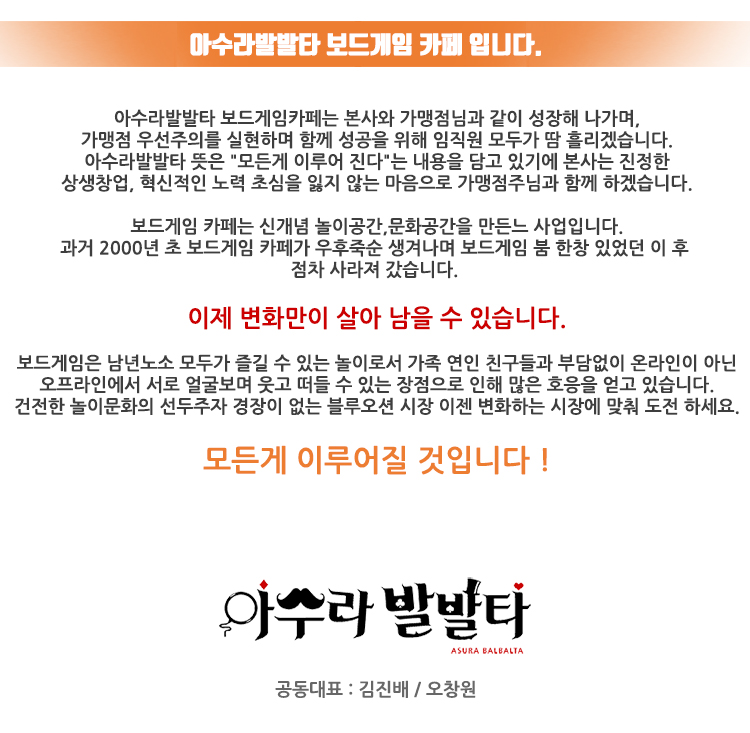 아수라발발타 보드게임 카페 입니다.
아수라발발타 보드게임카페는 본사와 가맹점님과 같이 성장해 나가며,
가맹점 우선주의를 실현하며 함께 성공을 위해 임직원 모두가 땀 흘리겠습니다.
아수라발발타 뜻은 "모든게 이루어 진다"는 내용을 담고 있기에 본사는 진정한
상생창업, 혁신적인 노력 초심을 잃지 않는 마음으로 가맹점주님과 함께 하겠습니다.
보드게임 카페는 신개념 놀이공간,문화공간을 만든느 사업입니다.
과거 2000년 초 보드게임 카페가 우후죽순 생겨나며 보드게임 붐 한창 있었던 이 후
점차 사라져 갔습니다.
이제 변화만이 살아 남을 수 있습니다.
보드게임은 남년노소 모두가 즐길 수 있는 놀이로서 가족 연인 친구들과 부담없이 온라인이 아닌
오프라인에서 서로 얼굴보며 웃고 떠들 수 있는 장점으로 인해 많은 호응을 얻고 있습니다.
건전한 놀이문화의 선두주자 경장이 없는 블루오션 시장 이젠 변화하는 시장에 맞춰 도전 하세요.
모든게 이루어질 것입니다 !
아수라 발발타
ASURA BALBALTA
공동대표 : 김진배 / 오창원